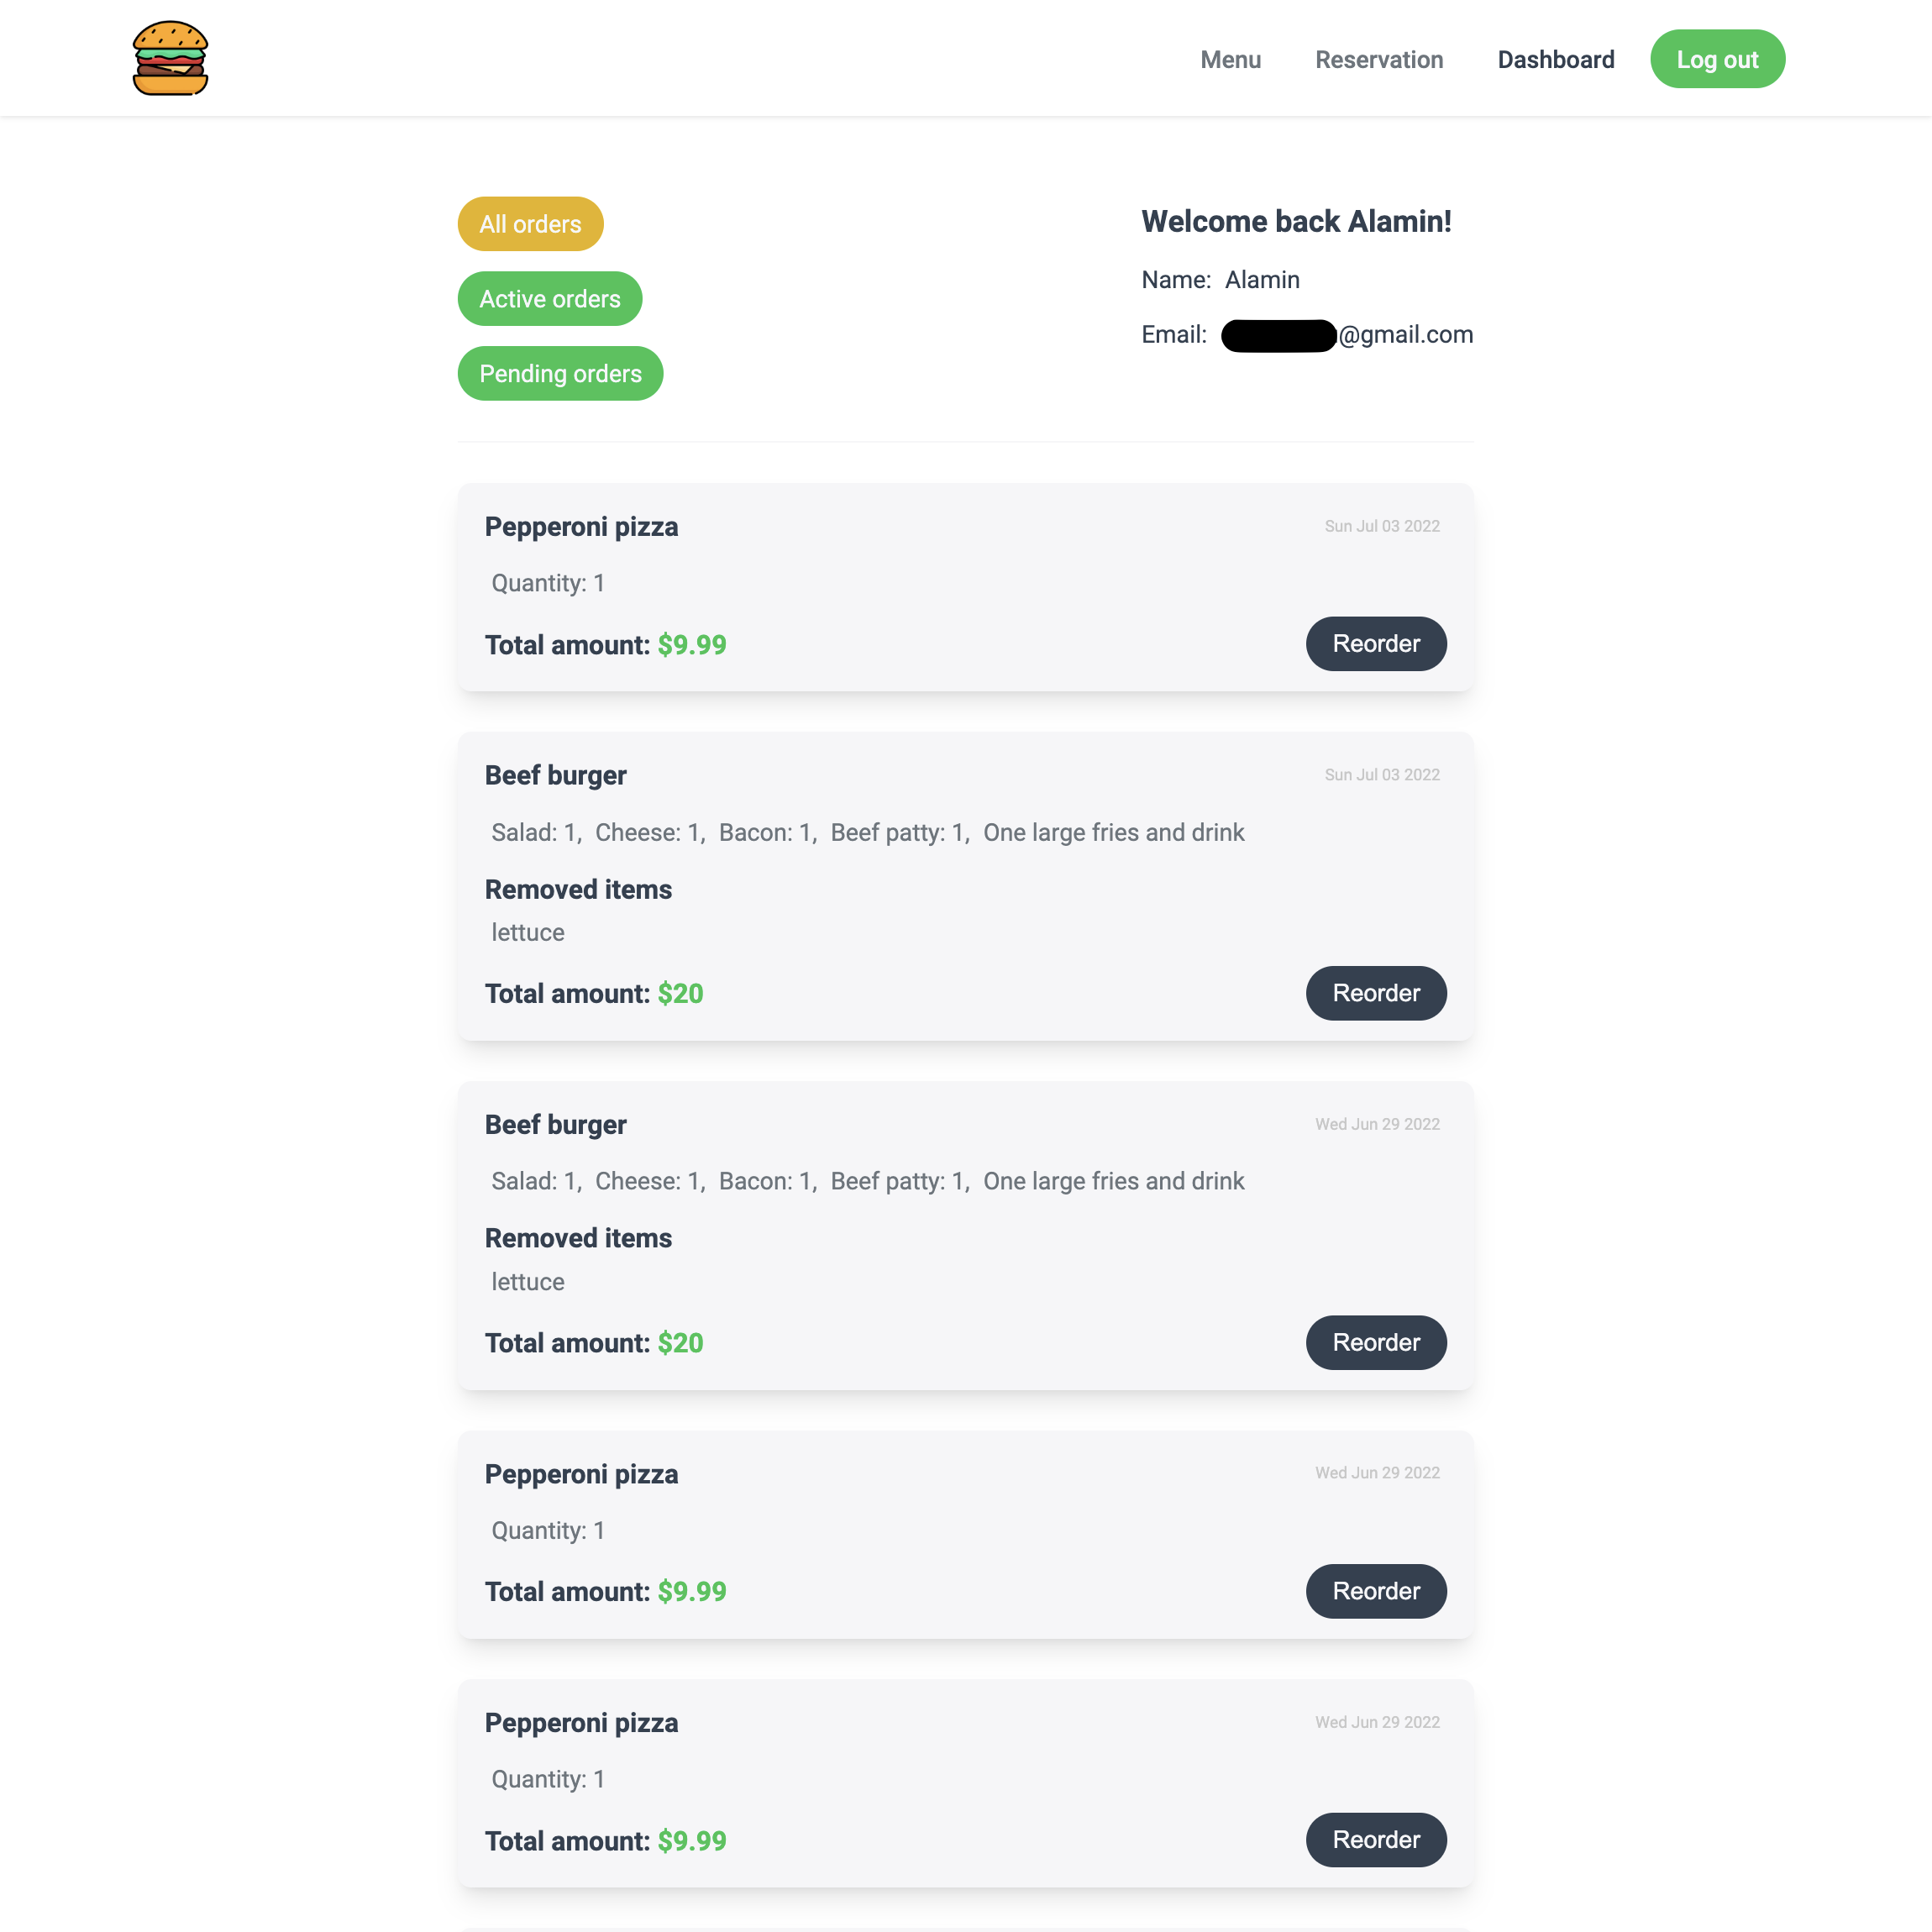 Menu Reservation Dashboard Log out
All orders
Active orders
Pending orders
Welcome back Alamin!
Name: Alamin
Email: @gmail.com
Pepperoni pizza Sun Jul 03 2022
Quantity: 1
Total amount: $9.99 Reorder
Beef burger Sun Jul 03 2022
Salad: 1, Cheese: 1, Bacon: 1, Beef patty: 1, One large fries and drink
Removed items
lettuce
Total amount: $20 Reorder
Beef burger Wed Jun 29 2022
Salad: 1, Cheese: 1, Bacon: 1, Beef patty: 1, One large fries and drink
Removed items
lettuce
Total amount: $20 Reorder
Pepperoni pizza Wed Jun 29 2022
Quantity: 1
Total amount: $9.99 Reorder
Pepperoni pizza Wed Jun 29 2022
Quantity: 1
Total amount: $9.99 Reorder